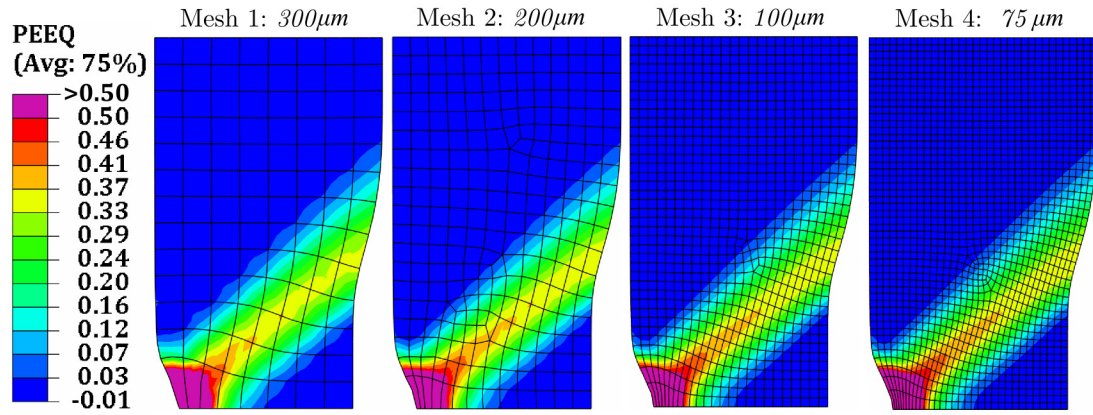 Mesh 1: 300μm
Mesh 2: 200μm
Mesh 3: 100μm
Mesh 4: 75 μm
PEEQ
(Avg: 75%)
>0.50
0.50
0.46
0.41
0.37
0.33
0.29
0.24
0.20
0.16
0.12
0.07
0.03
-0.01